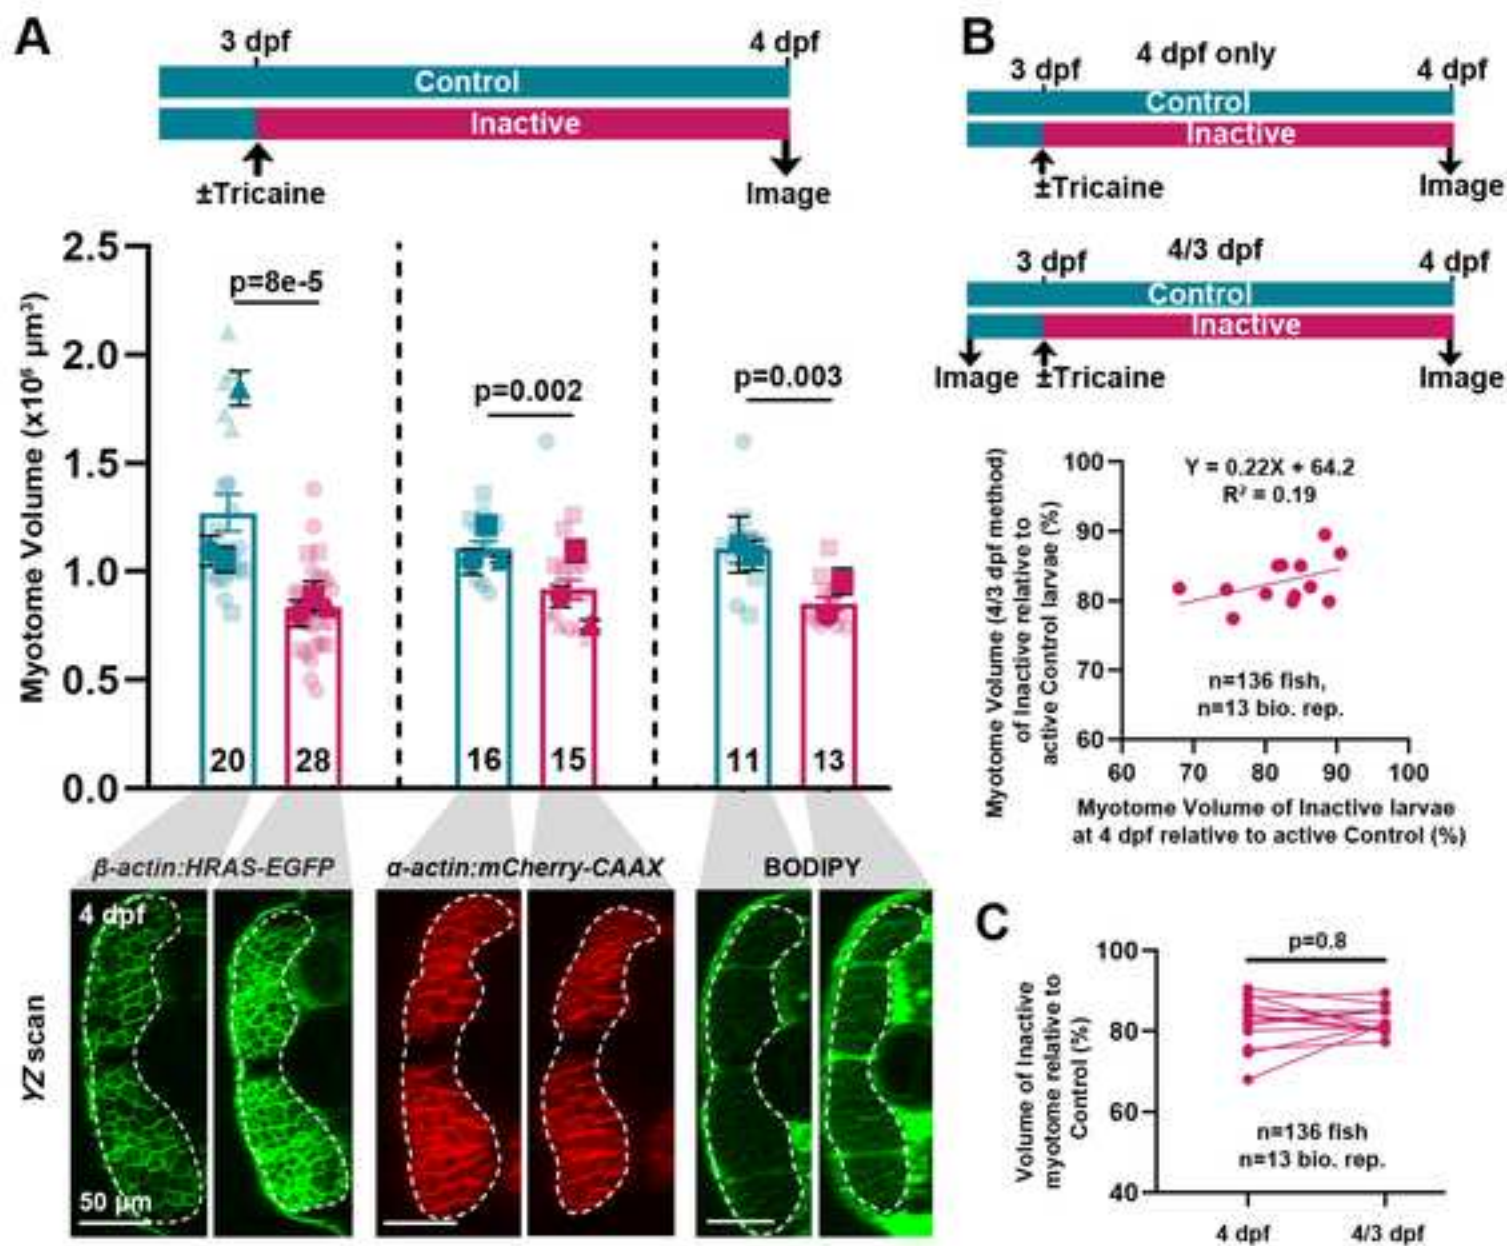 A
3 dpf
4 dpf
Control
Inactive
±Tricaine
Image
Myotome Volume (x10⁶ µm³)
2.5
2.0
1.5
1.0
0.5
0.0
p=8e-5
p=0.002
p=0.003
20
28
16
15
11
13
β-actin:HRAS-EGFP
α-actin:mCherry-CAAX
BODIPY
YZ scan
4 dpf
50 µm
B
4 dpf only
3 dpf
4 dpf
Control
Inactive
±Tricaine
Image
4/3 dpf
3 dpf
4 dpf
Control
Inactive
Image
±Tricaine
Image
Myotome Volume (4/3 dpf method)
of Inactive relative to
active Control larvae (%)
100
90
80
70
60
Y = 0.22X + 64.2
R² = 0.19
n=136 fish,
n=13 bio. rep.
60
70
80
90
100
Myotome Volume of Inactive larvae
at 4 dpf relative to active Control (%)
C
Volume of Inactive
myotome relative to
Control (%)
100
80
60
40
p=0.8
n=136 fish
n=13 bio. rep.
4 dpf
4/3 dpf